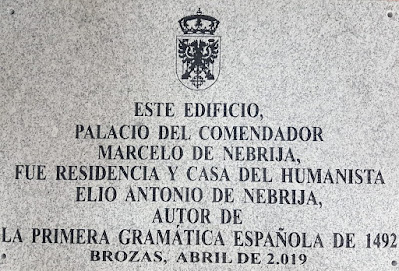 ESTE EDIFICIO,
PALACIO DEL COMENDADOR
MARCELO DE NEBRIJA,
FUE RESIDENCIA Y CASA DEL HUMANISTA
ELIO ANTONIO DE NEBRIJA,
AUTOR DE
LA PRIMERA GRAMÁTICA ESPAÑOLA DE 1492
BROZAS, ABRIL DE 2.019